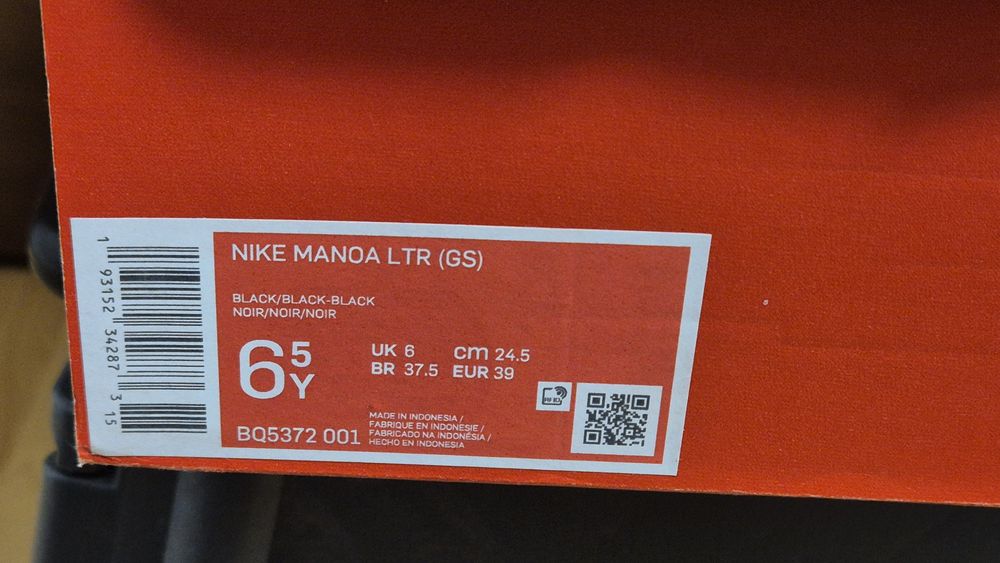 NIKE MANOA LTR (GS)
BLACK/BLACK-BLACK
NOIR/NOIR/NOIR
6 5 Y
UK 6 cm 24.5
BR 37.5 EUR 39
BQ5372 001
MADE IN INDONESIA /
FABRIQUE EN INDONESIE /
FABRICADO NA INDONÉSIA /
HECHO EN INDONESIA
RFID
1 93152 34287 3 15